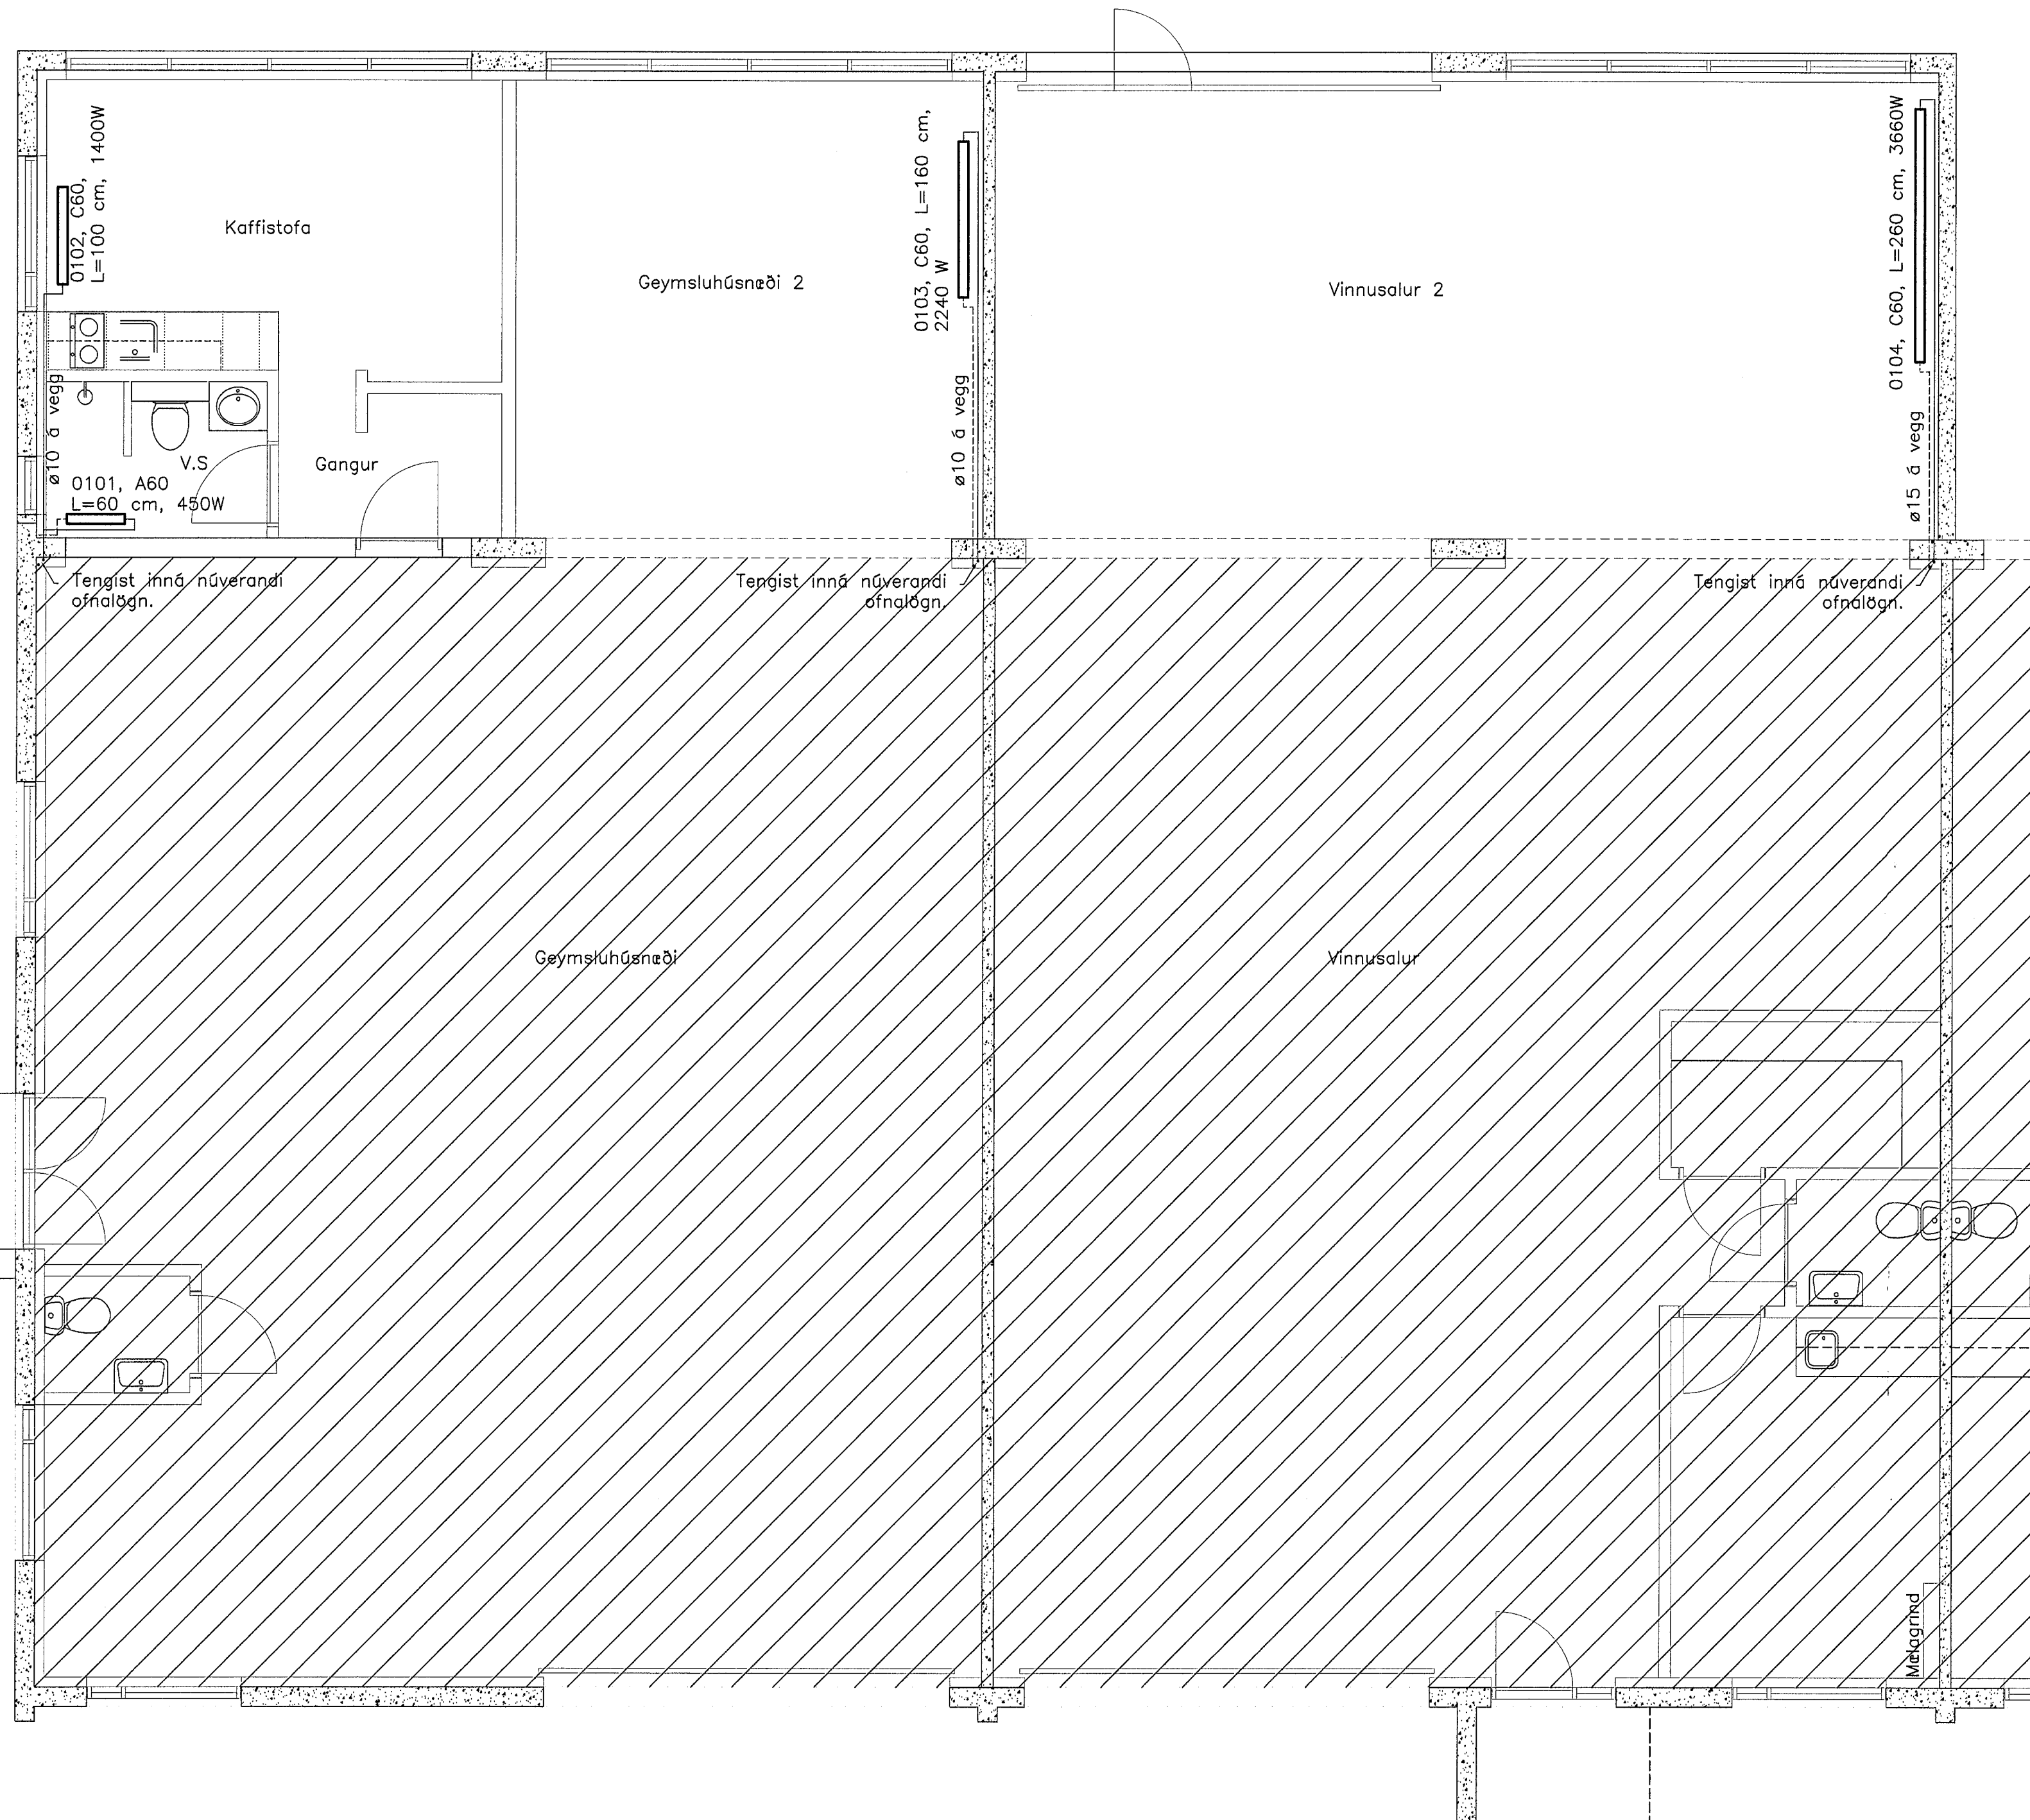 0102, C60,
L=100 cm, 1400W
Kaffistofa
Geymsluhúsnæði 2
0103, C60, L=160 cm,
2240 W
Vinnusalur 2
0104, C60, L=260 cm, 3660W
ø10 á vegg
V.S
0101, A60
L=60 cm, 450W
Gangur
ø10 á vegg
ø15 á vegg
Tengist inná núverandi
ofnalögn.
Tengist inná núverandi
ofnalögn.
Tengist inná núverandi
ofnalögn.
Geymsluhúsnæði
Vinnusalur
Mælagrind